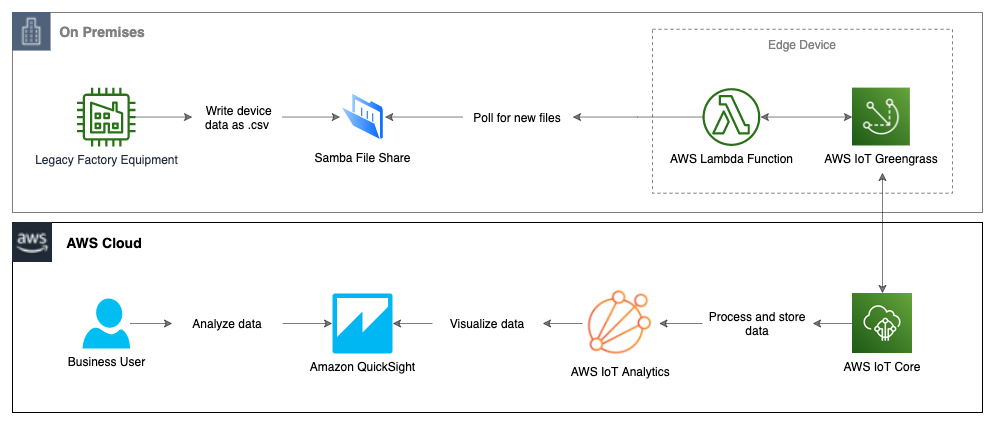 On Premises
Edge Device
Legacy Factory Equipment
Write device
data as .csv
Samba File Share
Poll for new files
AWS Lambda Function
AWS IoT Greengrass
aws
AWS Cloud
Business User
Analyze data
Amazon QuickSight
Visualize data
AWS IoT Analytics
Process and store
data
AWS IoT Core